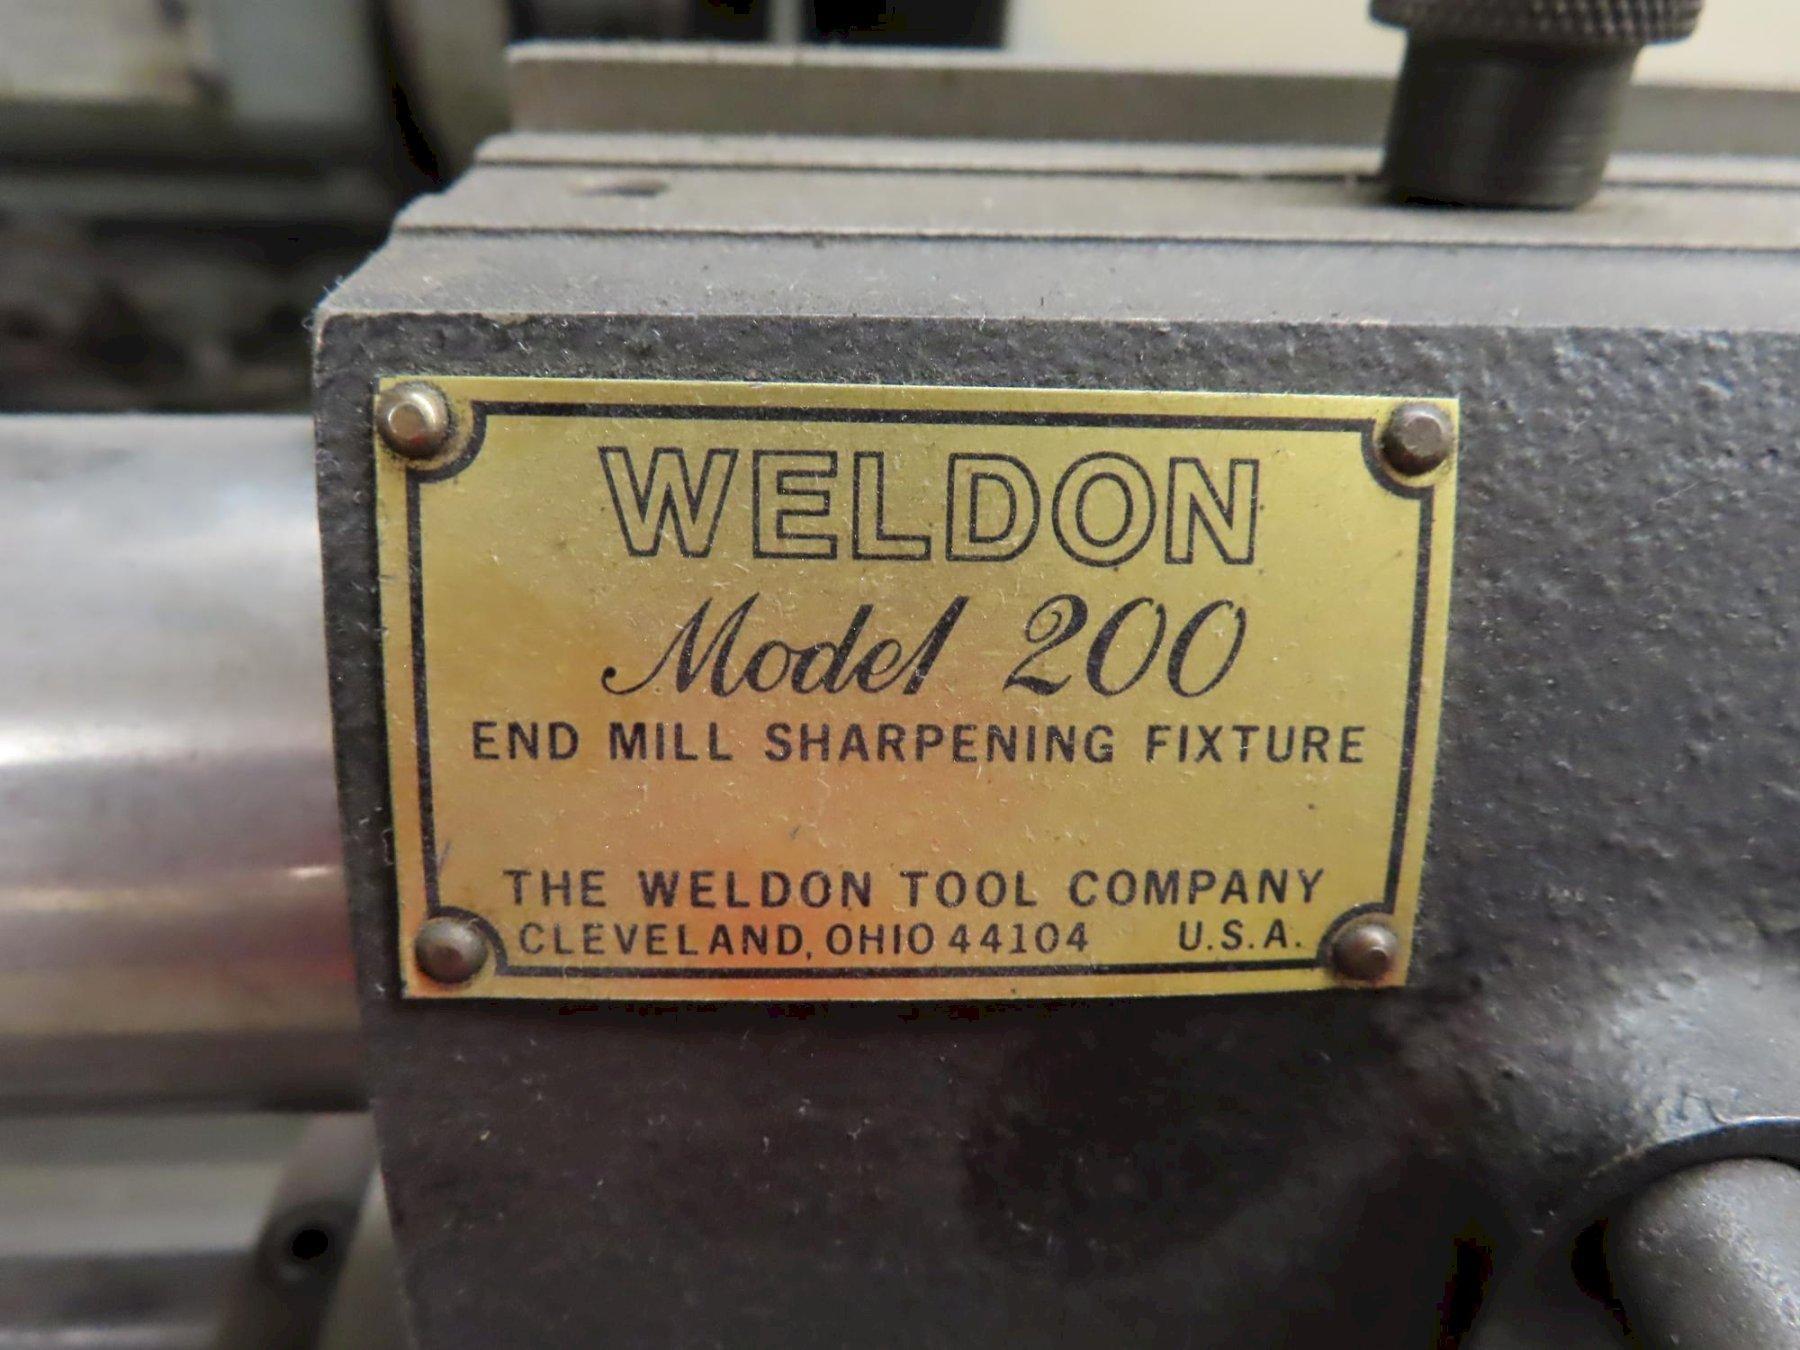 WELDON
Model 200
END MILL SHARPENING FIXTURE
THE WELDON TOOL COMPANY
CLEVELAND, OHIO 44104 U.S.A.